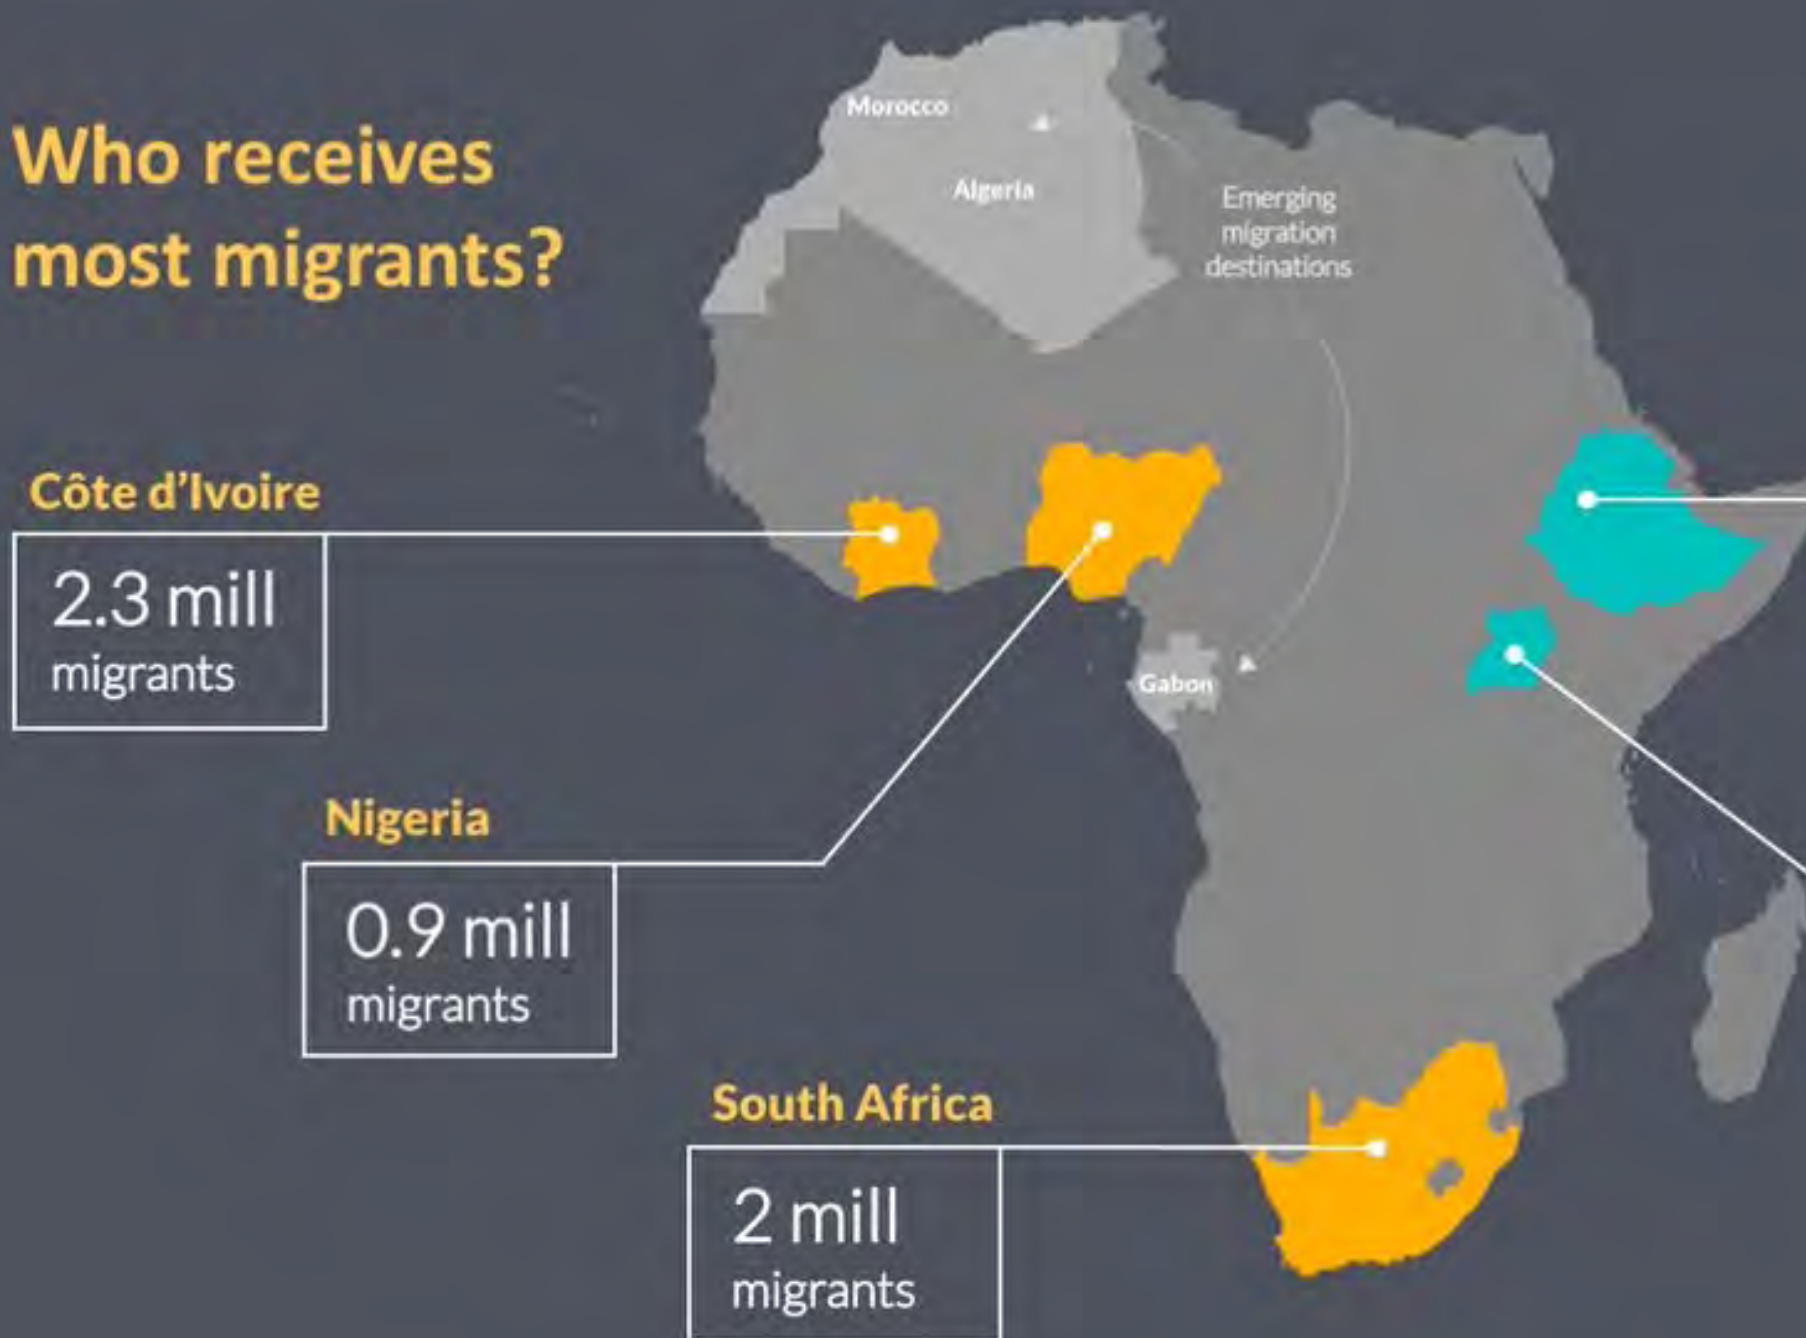 Who receives
most migrants?
Morocco
Algeria
Emerging
migration
destinations
Côte d'Ivoire
2.3 mill
migrants
Gabon
Nigeria
0.9 mill
migrants
South Africa
2 mill
migrants